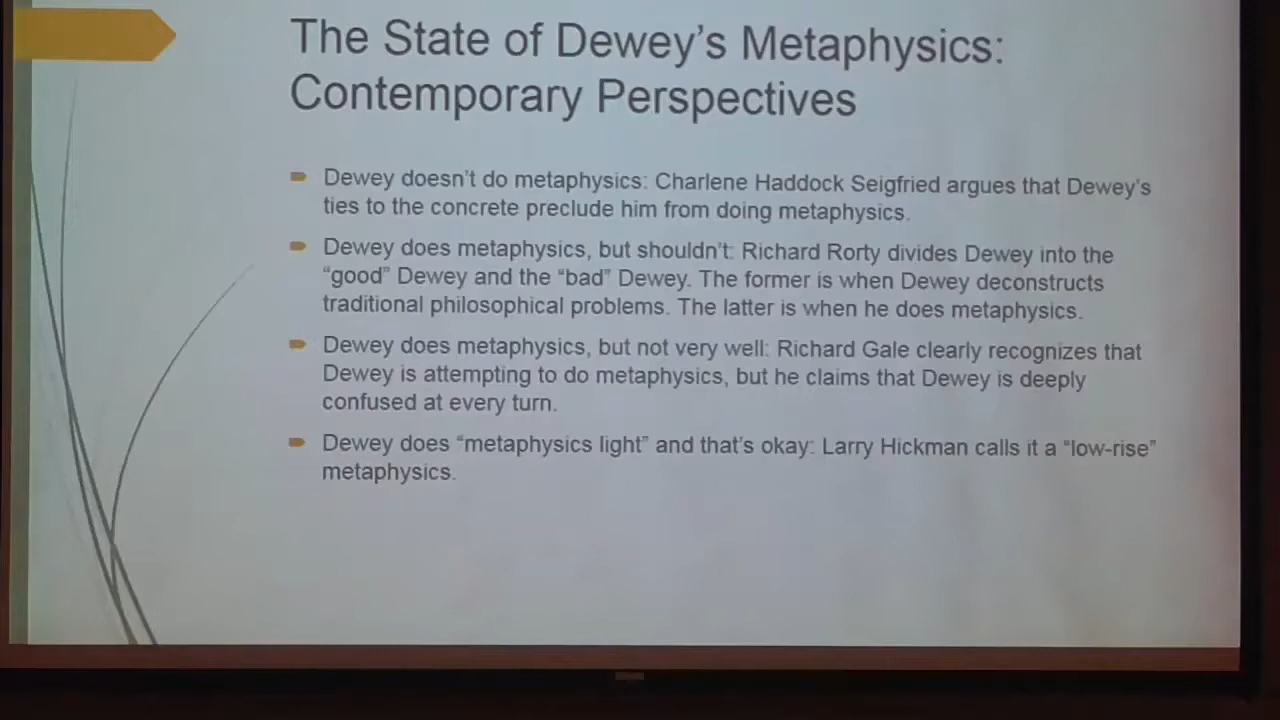 The State of Dewey's Metaphysics:
Contemporary Perspectives
Dewey doesn't do metaphysics: Charlene Haddock Seigfried argues that Dewey's
ties to the concrete preclude him from doing metaphysics.
Dewey does metaphysics, but shouldn't: Richard Rorty divides Dewey into the
“good” Dewey and the “bad” Dewey. The former is when Dewey deconstructs
traditional philosophical problems. The latter is when he does metaphysics.
Dewey does metaphysics, but not very well: Richard Gale clearly recognizes that
Dewey is attempting to do metaphysics, but he claims that Dewey is deeply
confused at every turn.
Dewey does “metaphysics light” and that's okay: Larry Hickman calls it a “low-rise”
metaphysics.